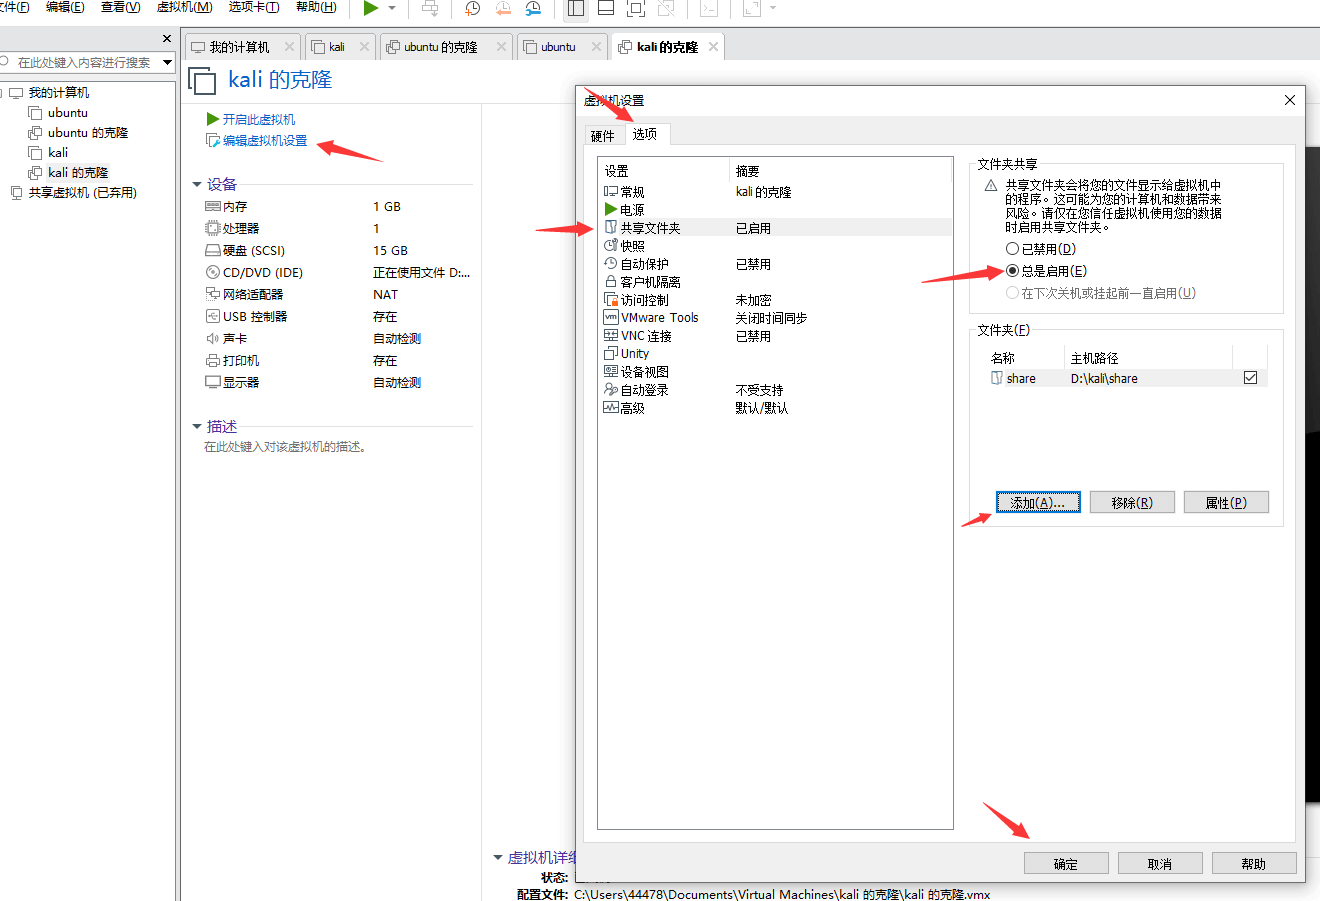 文件(F) 编辑(E) 查看(V) 虚拟机(M) 选项卡(T) 帮助(H)
在此处键入内容进行搜索
我的计算机
ubuntu
ubuntu 的克隆
kali
kali 的克隆
共享虚拟机 (已弃用)
我的计算机 kali ubuntu 的克隆 ubuntu kali 的克隆
kali 的克隆
开启此虚拟机
编辑虚拟机设置
设备
内存 1 GB
处理器 1
硬盘 (SCSI) 15 GB
CD/DVD (IDE) 正在使用文件 D:...
网络适配器 NAT
USB 控制器 存在
声卡 自动检测
打印机 存在
显示器 自动检测
描述
在此处键入对该虚拟机的描述。
虚拟机设置
硬件 选项
设置 摘要
常规 kali 的克隆
电源
共享文件夹 已启用
快照
自动保护 已禁用
客户机隔离
访问控制 未加密
VMware Tools 关闭时间同步
VNC 连接 已禁用
Unity
设备视图
自动登录 不受支持
高级 默认/默认
文件夹共享
共享文件夹会将您的文件显示给虚拟机中
的程序。这可能为您的计算机和数据带来
风险。请仅在您信任虚拟机使用您的数据
时启用共享文件夹。
已禁用(D)
总是启用(E)
在下次关机或挂起前一直启用(U)
文件夹(F)
名称 主机路径
share D:\kali\share
添加(A)... 移除(R) 属性(P)
确定 取消 帮助
虚拟机详细
状态:
配置文件: C:\Users\44478\Documents\Virtual Machines\kali 的克隆\kali 的克隆.vmx